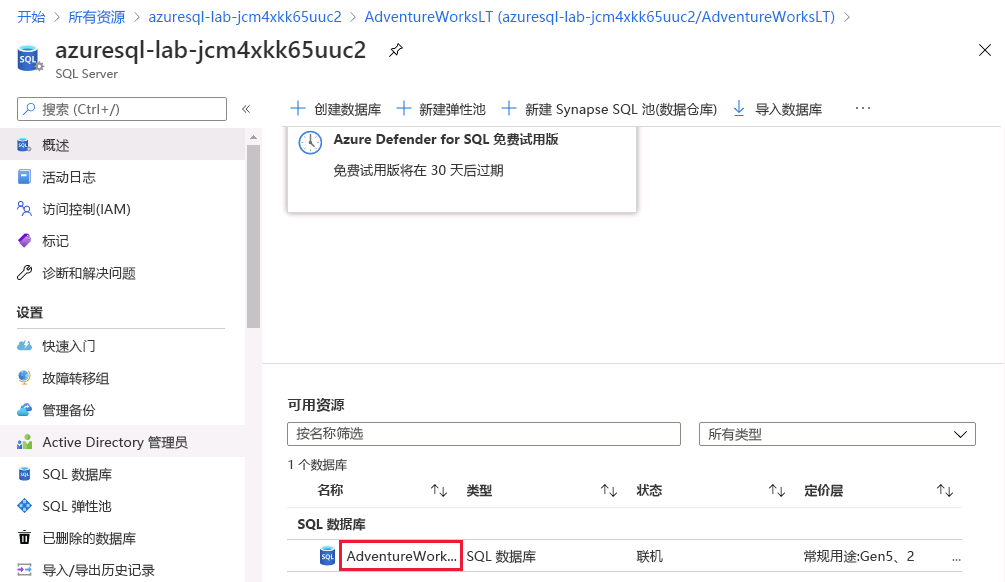 开始 > 所有资源 > azuresql-lab-jcm4xkk65uuc2 > AdventureWorksLT (azuresql-lab-jcm4xkk65uuc2/AdventureWorksLT) >
azuresql-lab-jcm4xkk65uuc2
SQL Server
搜索 (Ctrl+/)
概述
活动日志
访问控制(IAM)
标记
诊断和解决问题
设置
快速入门
故障转移组
管理备份
Active Directory 管理员
SQL 数据库
SQL 弹性池
已删除的数据库
导入/导出历史记录
创建数据库 新建弹性池 新建 Synapse SQL 池(数据仓库) 导入数据库 ...
Azure Defender for SQL 免费试用版
免费试用版将在 30 天后过期
可用资源
按名称筛选 所有类型
1 个数据库
名称 类型 状态 定价层
SQL 数据库
AdventureWork... SQL 数据库 联机 常规用途:Gen5、2 ...